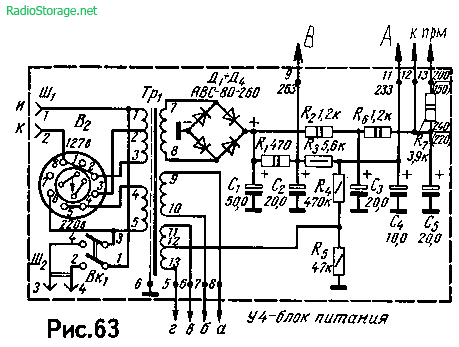 RadioStorage.net
В
А
к прм
Ш1
Тр1
Д1÷Д4
АВС-80-260
9
263
11
233
12
13
200
150
И
К
1
2
В2
127в
220в
1
2
3
4
5
7
8
9
10
11
12
13
+
R2 1,2к
R6 1,2к
240
220
R7
3,9к
R1 470
R3 5,6к
C1
50,0
C2
20,0
R4
470к
C3
20,0
C4
10,0
C5
20,0
R5
47к
Ш2
Вк1
4
2
3
1
3
4
6
5
6
7
8
г
в
б
а
У4-блок питания
Рис.63